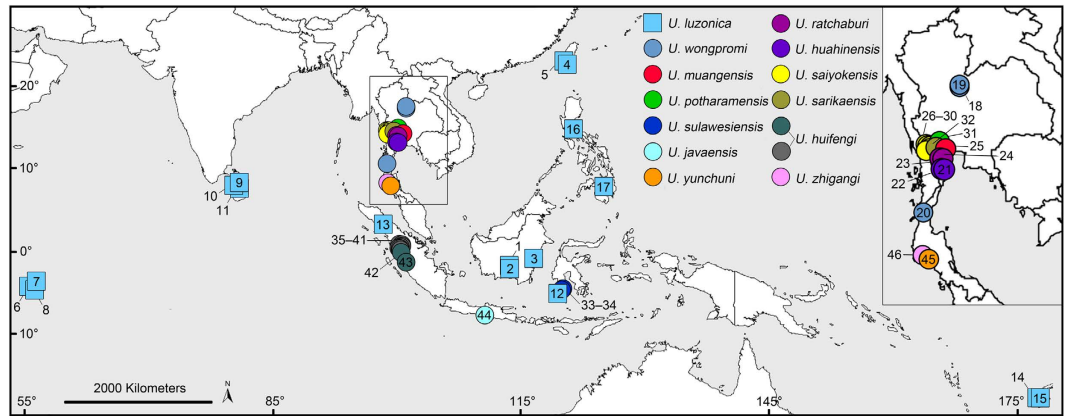 U. luzonica
U. wongpromi
U. muangensis
U. potharamensis
U. sulawesiensis
U. javaensis
U. yunchuni
U. ratchaburi
U. huahinensis
U. saiyokensis
U. sarikaensis
U. huifengi
U. zhigangi
20°
10°
0°
10°
55°
85°
115°
145°
175°
2000 Kilometers
N
4
5
16
17
9
10
11
13
35–41
42
43
2
3
12
33–34
44
7
6
8
14
15
19
18
26–30
32
31
25
23
24
22
21
20
46
45